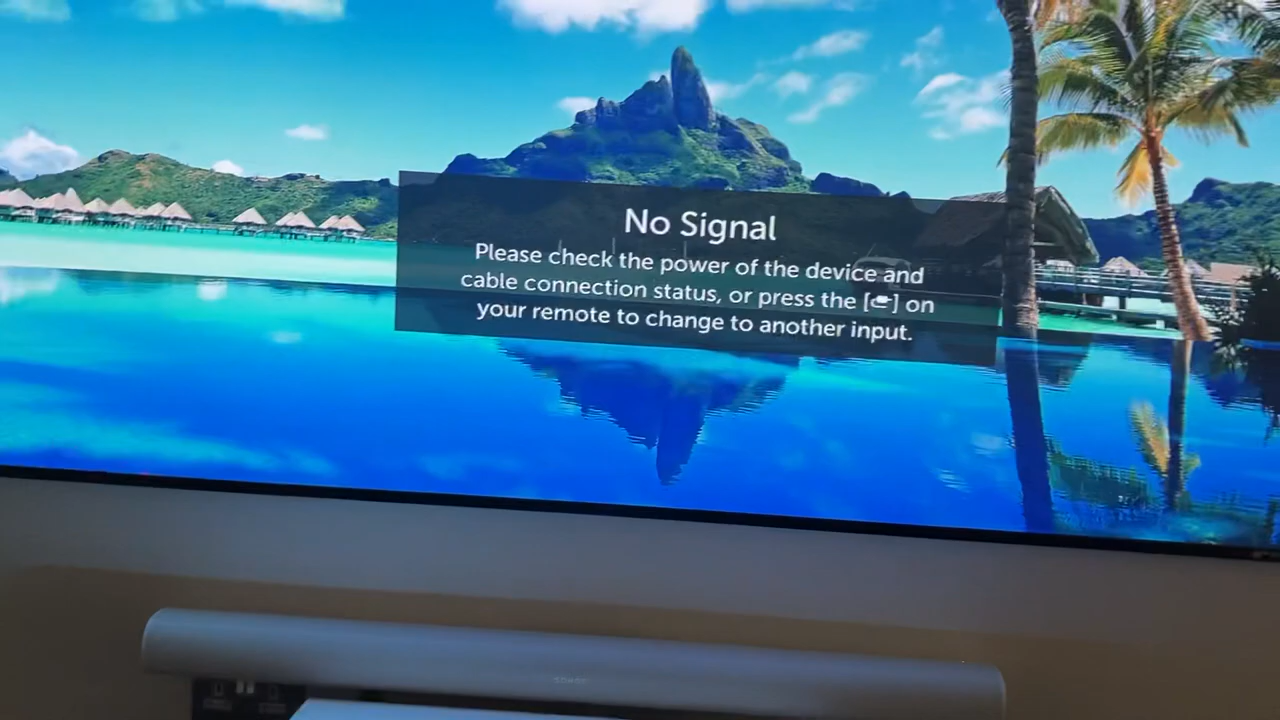 No Signal
Please check the power of the device and
cable connection status, or press the [⮐] on
your remote to change to another input.
SONOS